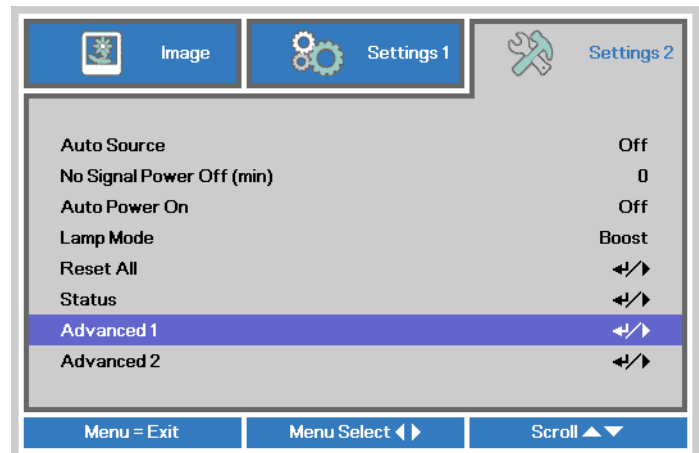 Image Settings 1 Settings 2
Auto Source Off
No Signal Power Off (min) 0
Auto Power On Off
Lamp Mode Boost
Reset All ↵/▶
Status ↵/▶
Advanced 1 ↵/▶
Advanced 2 ↵/▶
Menu = Exit Menu Select ◀▶ Scroll ▲▼